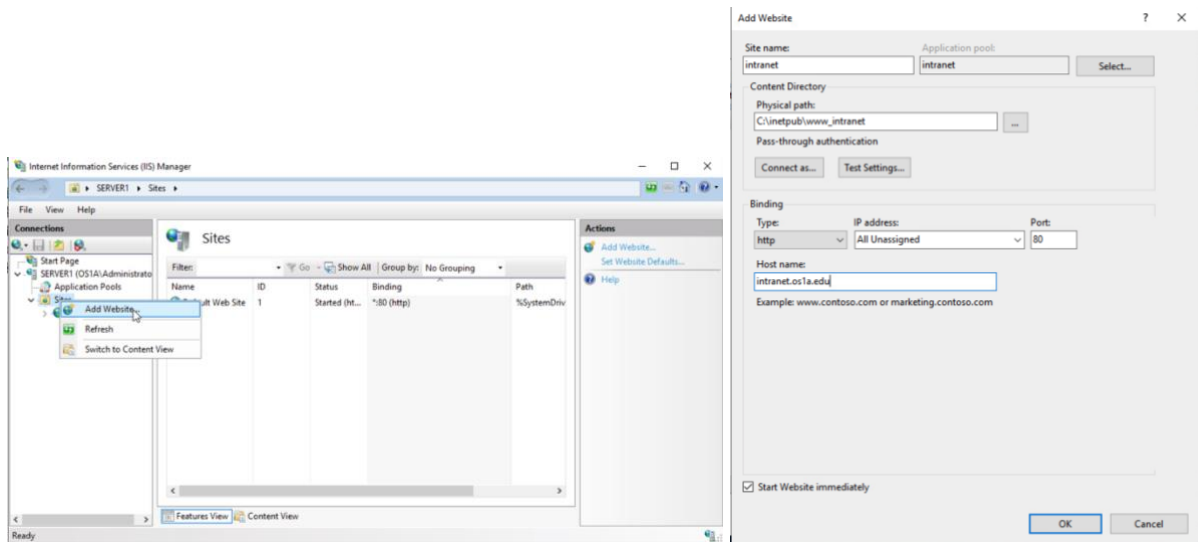 Internet Information Services (IIS) Manager
SERVER1 Sites
File View Help
Connections
Start Page
SERVER1 (OS1A\Administrato
Application Pools
Sites
Add Website...
Refresh
Switch to Content View
Sites
Filter: Go Show All Group by: No Grouping
Name ID Status Binding Path
Web Site 1 Started (ht... *:80 (http) %SystemDriv
Features View Content View
Actions
Add Website...
Set Website Defaults...
Help
Ready
Add Website ? ×
Site name: Application pool:
intranet intranet Select...
Content Directory
Physical path:
C:\inetpub\www_intranet ...
Pass-through authentication
Connect as... Test Settings...
Binding
Type: IP address: Port:
http All Unassigned 80
Host name:
intranet.os1a.edu
Example: www.contoso.com or marketing.contoso.com
Start Website immediately
OK Cancel